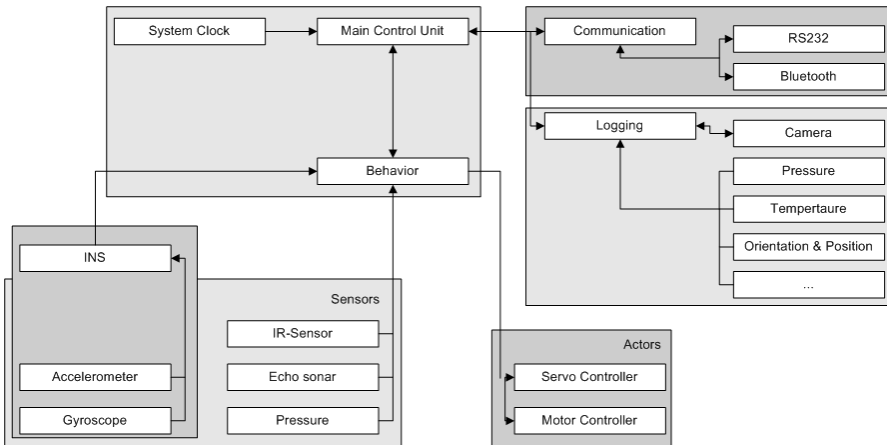 System Clock
Main Control Unit
Communication
RS232
Bluetooth
Logging
Camera
Behavior
Pressure
Tempertaure
Orientation & Position
...
INS
Sensors
IR-Sensor
Accelerometer
Echo sonar
Gyroscope
Pressure
Actors
Servo Controller
Motor Controller